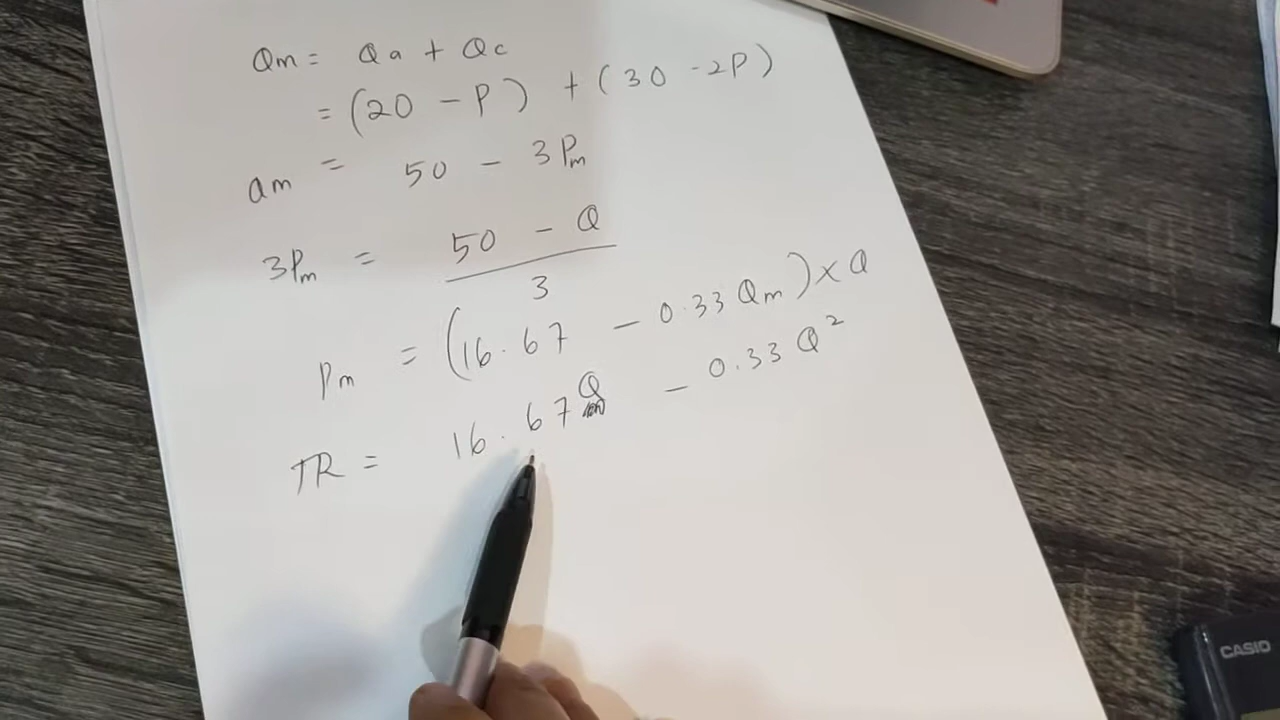 Qm = Qa + Qc
= (20 - P) + (30 - 2P)
Qm = 50 - 3Pm
3Pm = 50 - Q
3
Pm = (16.67 - 0.33 Qm) x Q
TR = 16.67Q - 0.33 Q²
CASIO